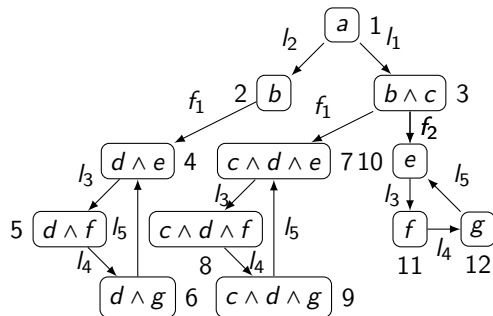 a 1
l₂ l₁
2 b b ∧ c 3
f₁ f₁ f₂
d ∧ e 4 c ∧ d ∧ e 7 10 e
l₃ l₃ l₃ l₅
5 d ∧ f l₅ c ∧ d ∧ f l₅ f g
l₄ 8 l₄ 11 l₄ 12
d ∧ g 6 c ∧ d ∧ g 9